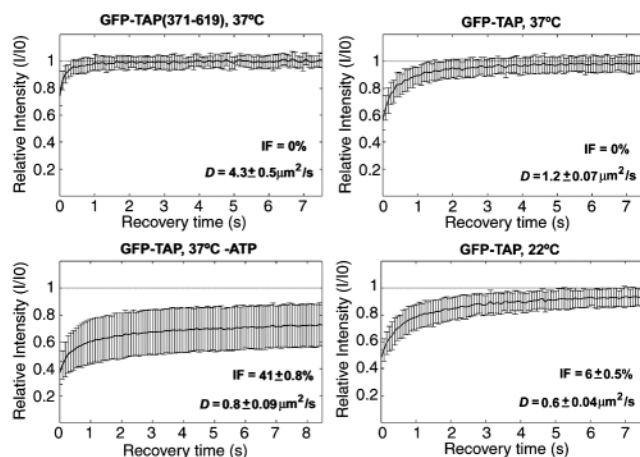 GFP-TAP(371-619), 37ºC
Relative Intensity (I/I0)
1
0.8
0.6
0.4
0.2
IF = 0%
D = 4.3±0.5µm²/s
0 1 2 3 4 5 6 7
Recovery time (s)
GFP-TAP, 37ºC
Relative Intensity (I/I0)
1
0.8
0.6
0.4
0.2
IF = 0%
D = 1.2±0.07µm²/s
0 1 2 3 4 5 6 7
Recovery time (s)
GFP-TAP, 37ºC -ATP
Relative Intensity (I/I0)
1
0.8
0.6
0.4
0.2
IF = 41±0.8%
D = 0.8±0.09µm²/s
0 1 2 3 4 5 6 7 8
Recovery time (s)
GFP-TAP, 22ºC
Relative Intensity (I/I0)
1
0.8
0.6
0.4
0.2
IF = 6±0.5%
D = 0.6±0.04µm²/s
0 1 2 3 4 5 6 7
Recovery time (s)